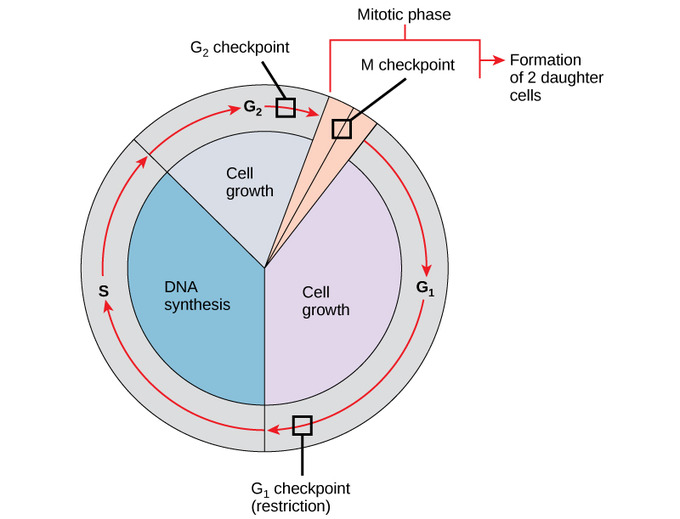 Mitotic phase
G₂ checkpoint
M checkpoint
Formation
of 2 daughter
cells
G₂
Cell
growth
S
DNA
synthesis
Cell
growth
G₁
G₁ checkpoint
(restriction)